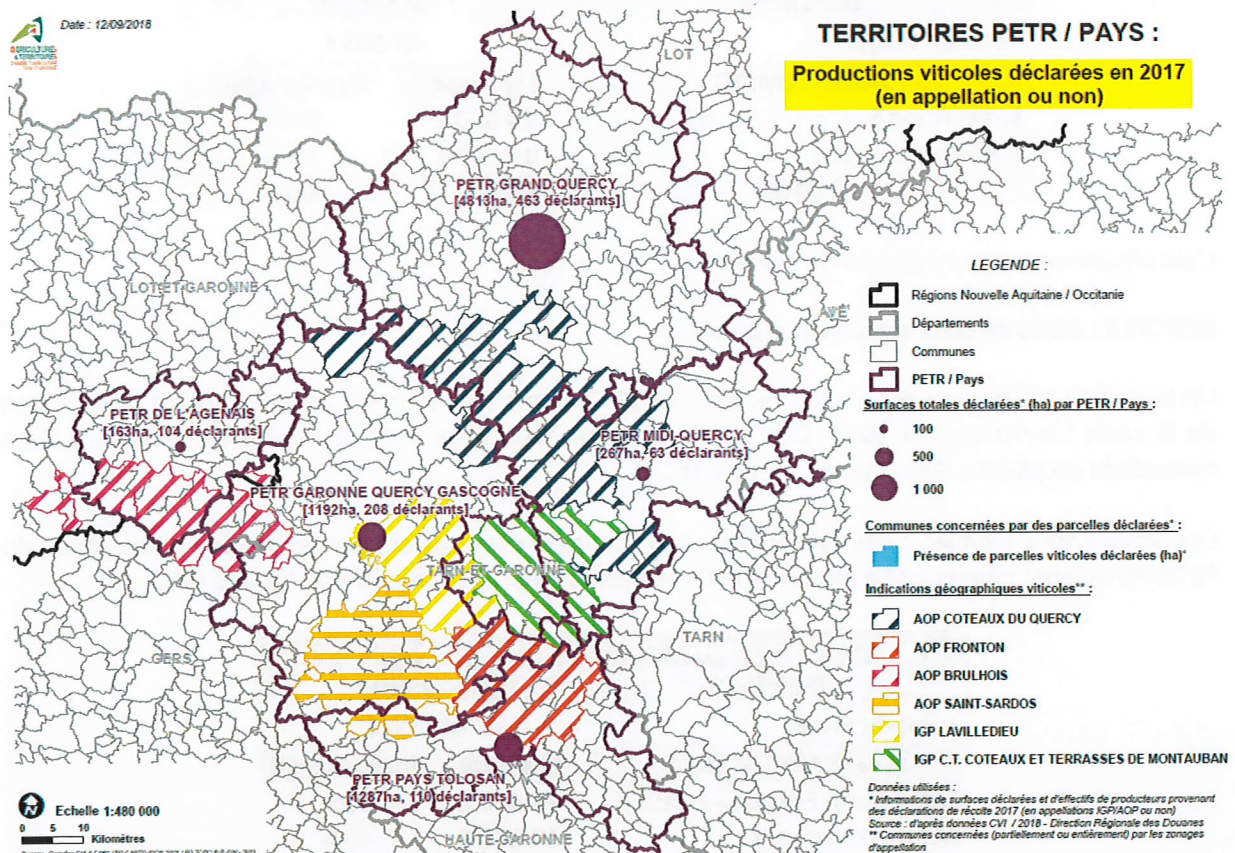 Date : 12/09/2018
AGRICULTURES
& TERRITOIRES
TERRITOIRES PETR / PAYS :
Productions viticoles déclarées en 2017
(en appellation ou non)
LOT
PETR GRAND QUERCY
[4813ha, 463 déclarants]
LOT-ET-GARONNE
PETR DE L'AGENAIS
[163ha, 104 déclarants]
PETR MIDI-QUERCY
[267ha, 63 déclarants]
PETR GARONNE QUERCY GASCOGNE
[1192ha, 208 déclarants]
TARN-ET-GARONNE
TARN
GERS
PETR PAYS TOLOSAN
[1287ha, 110 déclarants]
HAUTE-GARONNE
Echelle 1:480 000
0 5 10
Kilomètres
LEGENDE :
Régions Nouvelle Aquitaine / Occitanie
Départements
Communes
PETR / Pays
Surfaces totales déclarées* (ha) par PETR / Pays :
100
500
1 000
Communes concernées par des parcelles déclarées* :
Présence de parcelles viticoles déclarées (ha)*
Indications géographiques viticoles** :
AOP COTEAUX DU QUERCY
AOP FRONTON
AOP BRULHOIS
AOP SAINT-SARDOS
IGP LAVILLEDIEU
IGP C.T. COTEAUX ET TERRASSES DE MONTAUBAN
Données utilisées :
* Informations de surfaces déclarées et d'effectifs de producteurs provenant
des déclarations de récolte 2017 (en appellations IGP/AOP ou non)
Source : d'après données CVI / 2018 - Direction Régionale des Douanes
** Communes concernées (partiellement ou entièrement) par les zonages
d'appellation